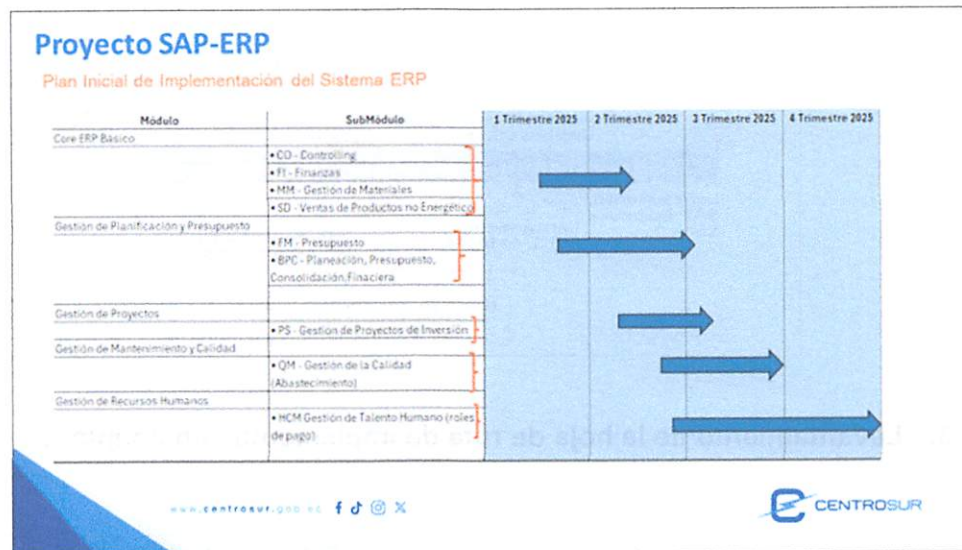 Proyecto SAP-ERP
Plan Inicial de Implementación del Sistema ERP
Módulo SubMódulo 1 Trimestre 2025 2 Trimestre 2025 3 Trimestre 2025 4 Trimestre 2025
Core ERP Básico
• CO - Controlling
• FI - Finanzas
• MM - Gestión de Materiales
• SD - Ventas de Productos no Energético
Gestión de Planificación y Presupuesto
• FM - Presupuesto
• BPC - Planeación, Presupuesto,
Consolidación,Finaciera
Gestión de Proyectos
• PS - Gestión de Proyectos de Inversión
Gestión de Mantenimiento y Calidad
• QM - Gestión de la Calidad
(Abastecimiento)
Gestión de Recursos Humanos
• HCM Gestión de Talento Humano (roles
de pago)
www.centrosur.gob.ec
CENTROSUR